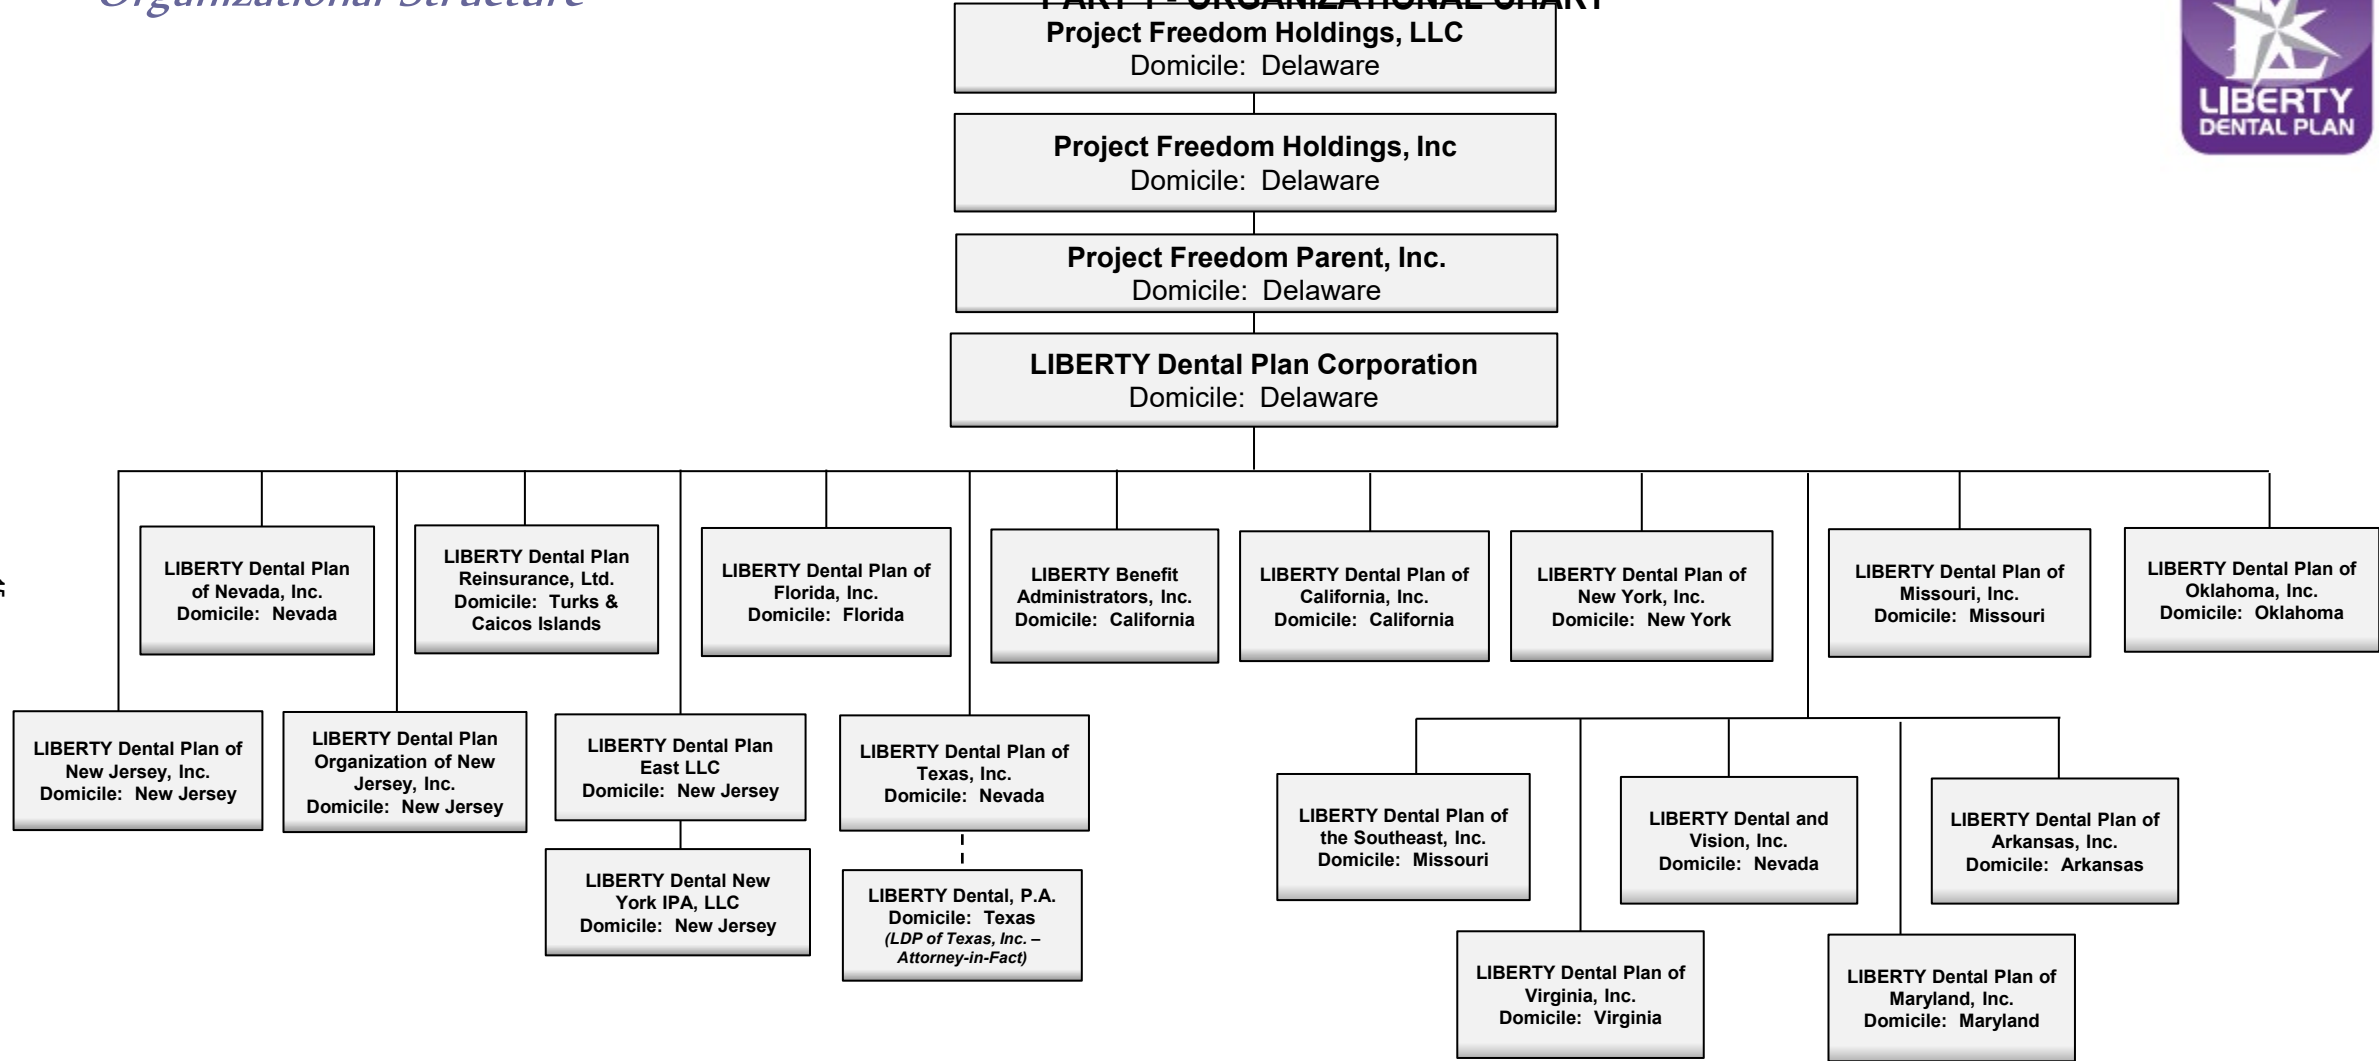 Organizational Structure
PART 1 - ORGANIZATIONAL CHART
Project Freedom Holdings, LLC
Domicile: Delaware
LIBERTY
DENTAL PLAN
Project Freedom Holdings, Inc
Domicile: Delaware
Project Freedom Parent, Inc.
Domicile: Delaware
LIBERTY Dental Plan Corporation
Domicile: Delaware
LIBERTY Dental Plan
of Nevada, Inc.
Domicile: Nevada
LIBERTY Dental Plan
Reinsurance, Ltd.
Domicile: Turks &
Caicos Islands
LIBERTY Dental Plan of
Florida, Inc.
Domicile: Florida
LIBERTY Benefit
Administrators, Inc.
Domicile: California
LIBERTY Dental Plan of
California, Inc.
Domicile: California
LIBERTY Dental Plan of
New York, Inc.
Domicile: New York
LIBERTY Dental Plan of
Missouri, Inc.
Domicile: Missouri
LIBERTY Dental Plan of
Oklahoma, Inc.
Domicile: Oklahoma
LIBERTY Dental Plan of
New Jersey, Inc.
Domicile: New Jersey
LIBERTY Dental Plan
Organization of New
Jersey, Inc.
Domicile: New Jersey
LIBERTY Dental Plan
East LLC
Domicile: New Jersey
LIBERTY Dental Plan of
Texas, Inc.
Domicile: Nevada
LIBERTY Dental New
York IPA, LLC
Domicile: New Jersey
LIBERTY Dental, P.A.
Domicile: Texas
(LDP of Texas, Inc. –
Attorney-in-Fact)
LIBERTY Dental Plan of
the Southeast, Inc.
Domicile: Missouri
LIBERTY Dental and
Vision, Inc.
Domicile: Nevada
LIBERTY Dental Plan of
Arkansas, Inc.
Domicile: Arkansas
LIBERTY Dental Plan of
Virginia, Inc.
Domicile: Virginia
LIBERTY Dental Plan of
Maryland, Inc.
Domicile: Maryland